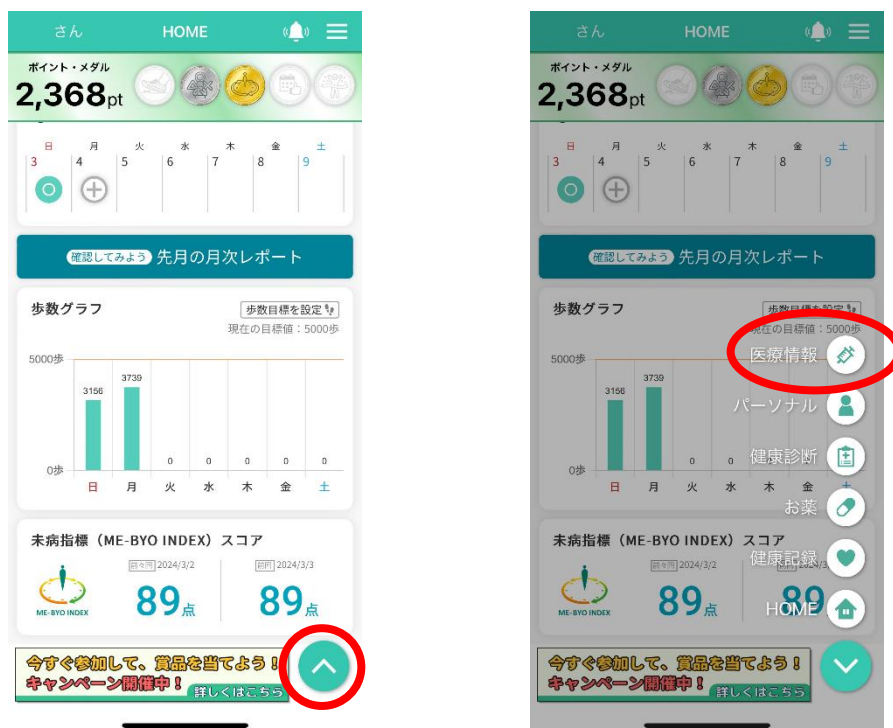 さん HOME
ポイント・メダル
2,368pt
日 月 火 水 木 金 土
3 4 5 6 7 8 9
確認してみよう 先月の月次レポート
歩数グラフ 歩数目標を設定
現在の目標値：5000歩
5000歩
3739
3156
0歩 0 0 0 0 0
日 月 火 水 木 金 土
未病指標（ME-BYO INDEX）スコア
前々回 2024/3/2 前回 2024/3/3
ME-BYO INDEX 89点 89点
今すぐ参加して、賞品を当てよう！
キャンペーン開催中！ 詳しくはこちら
さん HOME
ポイント・メダル
2,368pt
日 月 火 水 木 金 土
3 4 5 6 7 8 9
確認してみよう 先月の月次レポート
歩数グラフ 歩数目標を設定
現在の目標値：5000歩
医療情報
5000歩
3739
3156
パーソナル
健康診断
0歩 0 0
日 月 火 水 木 金 土
お薬
未病指標（ME-BYO INDEX）スコア
健康記録
前々回 2024/3/2 前回 2024/3
ME-BYO INDEX 89点 89
HOME
今すぐ参加して、賞品を当てよう！
キャンペーン開催中！ 詳しくはこちら